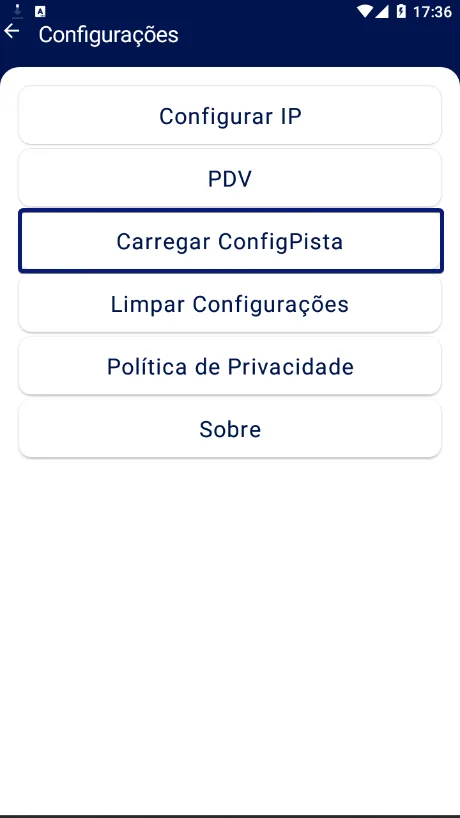 17:36
Configurações
Configurar IP
PDV
Carregar ConfigPista
Limpar Configurações
Política de Privacidade
Sobre